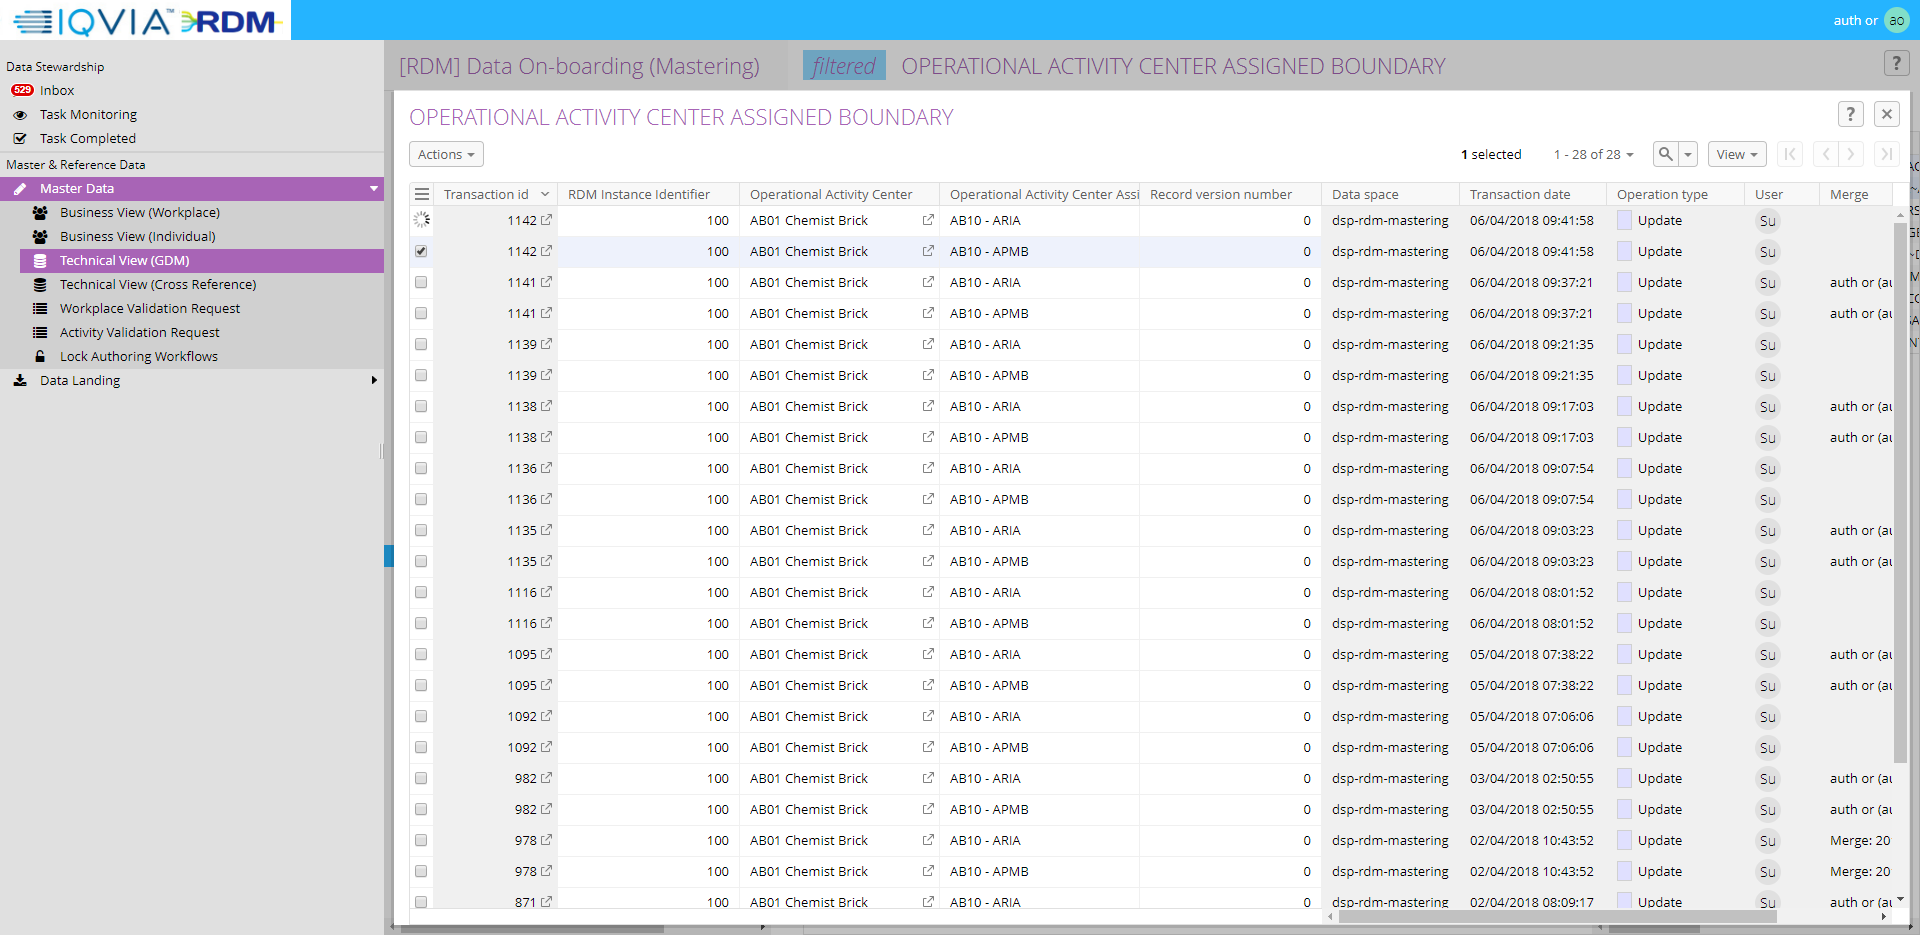 IQVIA™ RDM
auth or ao
Data Stewardship
529 Inbox
Task Monitoring
Task Completed
Master & Reference Data
Master Data
Business View (Workplace)
Business View (Individual)
Technical View (GDM)
Technical View (Cross Reference)
Workplace Validation Request
Activity Validation Request
Lock Authoring Workflows
Data Landing
[RDM] Data On-boarding (Mastering) filtered OPERATIONAL ACTIVITY CENTER ASSIGNED BOUNDARY ?
OPERATIONAL ACTIVITY CENTER ASSIGNED BOUNDARY ?
Actions 1 selected 1 - 28 of 28 View
Transaction id RDM Instance Identifier Operational Activity Center Operational Activity Center Assi Record version number Data space Transaction date Operation type User Merge
1142 100 AB01 Chemist Brick AB10 - ARIA 0 dsp-rdm-mastering 06/04/2018 09:41:58 Update Su
1142 100 AB01 Chemist Brick AB10 - APMB 0 dsp-rdm-mastering 06/04/2018 09:41:58 Update Su
1141 100 AB01 Chemist Brick AB10 - ARIA 0 dsp-rdm-mastering 06/04/2018 09:37:21 Update Su auth or (au
1141 100 AB01 Chemist Brick AB10 - APMB 0 dsp-rdm-mastering 06/04/2018 09:37:21 Update Su auth or (au
1139 100 AB01 Chemist Brick AB10 - ARIA 0 dsp-rdm-mastering 06/04/2018 09:21:35 Update Su
1139 100 AB01 Chemist Brick AB10 - APMB 0 dsp-rdm-mastering 06/04/2018 09:21:35 Update Su
1138 100 AB01 Chemist Brick AB10 - ARIA 0 dsp-rdm-mastering 06/04/2018 09:17:03 Update Su auth or (au
1138 100 AB01 Chemist Brick AB10 - APMB 0 dsp-rdm-mastering 06/04/2018 09:17:03 Update Su auth or (au
1136 100 AB01 Chemist Brick AB10 - ARIA 0 dsp-rdm-mastering 06/04/2018 09:07:54 Update Su
1136 100 AB01 Chemist Brick AB10 - APMB 0 dsp-rdm-mastering 06/04/2018 09:07:54 Update Su
1135 100 AB01 Chemist Brick AB10 - ARIA 0 dsp-rdm-mastering 06/04/2018 09:03:23 Update Su auth or (au
1135 100 AB01 Chemist Brick AB10 - APMB 0 dsp-rdm-mastering 06/04/2018 09:03:23 Update Su auth or (au
1116 100 AB01 Chemist Brick AB10 - ARIA 0 dsp-rdm-mastering 06/04/2018 08:01:52 Update Su
1116 100 AB01 Chemist Brick AB10 - APMB 0 dsp-rdm-mastering 06/04/2018 08:01:52 Update Su
1095 100 AB01 Chemist Brick AB10 - ARIA 0 dsp-rdm-mastering 05/04/2018 07:38:22 Update Su auth or (au
1095 100 AB01 Chemist Brick AB10 - APMB 0 dsp-rdm-mastering 05/04/2018 07:38:22 Update Su auth or (au
1092 100 AB01 Chemist Brick AB10 - ARIA 0 dsp-rdm-mastering 05/04/2018 07:06:06 Update Su
1092 100 AB01 Chemist Brick AB10 - APMB 0 dsp-rdm-mastering 05/04/2018 07:06:06 Update Su
982 100 AB01 Chemist Brick AB10 - ARIA 0 dsp-rdm-mastering 03/04/2018 02:50:55 Update Su auth or (au
982 100 AB01 Chemist Brick AB10 - APMB 0 dsp-rdm-mastering 03/04/2018 02:50:55 Update Su auth or (au
978 100 AB01 Chemist Brick AB10 - ARIA 0 dsp-rdm-mastering 02/04/2018 10:43:52 Update Su Merge: 20
978 100 AB01 Chemist Brick AB10 - APMB 0 dsp-rdm-mastering 02/04/2018 10:43:52 Update Su Merge: 20
871 100 AB01 Chemist Brick AB10 - ARIA 0 dsp-rdm-mastering 02/04/2018 08:09:17 Update Su auth or (au